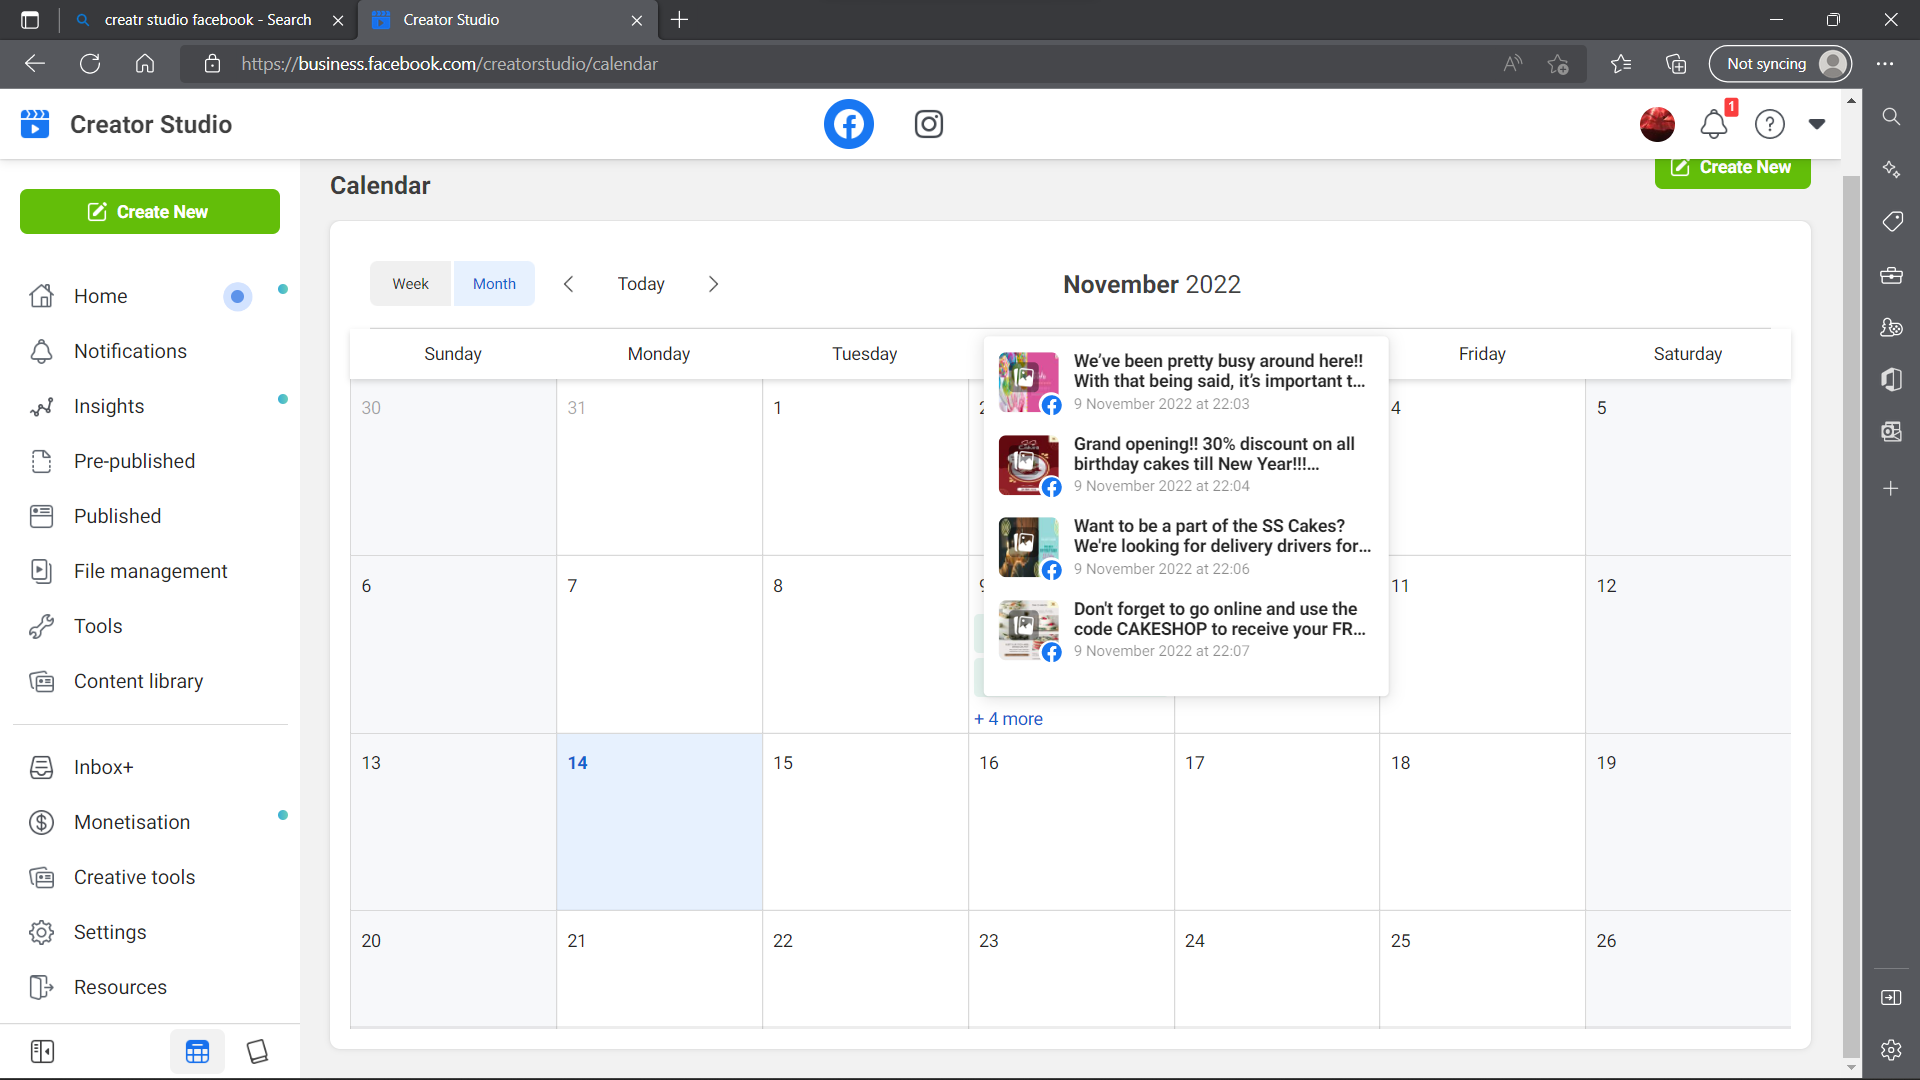 creatr studio facebook - Search
Creator Studio
https://business.facebook.com/creatorstudio/calendar
Not syncing
Creator Studio
1
Create New
Home
Notifications
Insights
Pre-published
Published
File management
Tools
Content library
Inbox+
Monetisation
Creative tools
Settings
Resources
Calendar
Create New
Week
Month
Today
November 2022
Sunday
Monday
Tuesday
Friday
Saturday
We’ve been pretty busy around here!!
With that being said, it’s important t...
9 November 2022 at 22:03
Grand opening!! 30% discount on all
birthday cakes till New Year!!!...
9 November 2022 at 22:04
Want to be a part of the SS Cakes?
We're looking for delivery drivers for...
9 November 2022 at 22:06
Don't forget to go online and use the
code CAKESHOP to receive your FR...
9 November 2022 at 22:07
30
31
1
2
4
5
6
7
8
9
11
12
+ 4 more
13
14
15
16
17
18
19
20
21
22
23
24
25
26